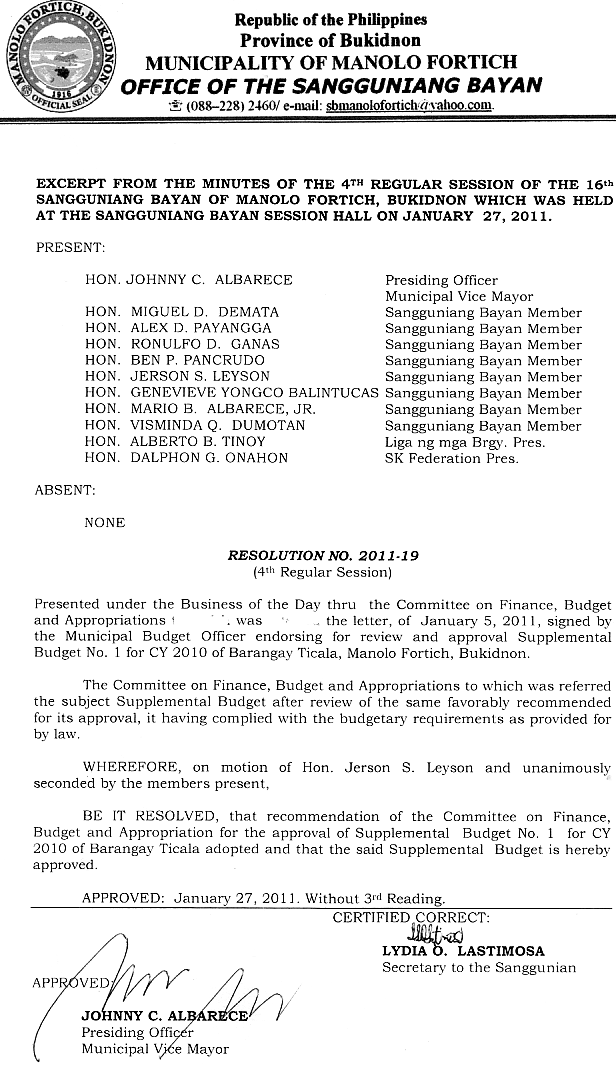 MANOLO FORTICH, BUKIDNON
1916
OFFICIAL SEAL
Republic of the Philippines
Province of Bukidnon
MUNICIPALITY OF MANOLO FORTICH
OFFICE OF THE SANGGUNIANG BAYAN
☏ (088–228) 2460/ e-mail: sbmanolofortich@yahoo.com.
EXCERPT FROM THE MINUTES OF THE 4TH REGULAR SESSION OF THE 16th
SANGGUNIANG BAYAN OF MANOLO FORTICH, BUKIDNON WHICH WAS HELD
AT THE SANGGUNIANG BAYAN SESSION HALL ON JANUARY 27, 2011.
PRESENT:
HON. JOHNNY C. ALBARECE Presiding Officer
Municipal Vice Mayor
HON. MIGUEL D. DEMATA Sangguniang Bayan Member
HON. ALEX D. PAYANGGA Sangguniang Bayan Member
HON. RONULFO D. GANAS Sangguniang Bayan Member
HON. BEN P. PANCRUDO Sangguniang Bayan Member
HON. JERSON S. LEYSON Sangguniang Bayan Member
HON. GENEVIEVE YONGCO BALINTUCAS Sangguniang Bayan Member
HON. MARIO B. ALBARECE, JR. Sangguniang Bayan Member
HON. VISMINDA Q. DUMOTAN Sangguniang Bayan Member
HON. ALBERTO B. TINOY Liga ng mga Brgy. Pres.
HON. DALPHON G. ONAHON SK Federation Pres.
ABSENT:
NONE
RESOLUTION NO. 2011-19
(4th Regular Session)
Presented under the Business of the Day thru the Committee on Finance, Budget
and Appropriations was the letter, of January 5, 2011, signed by
the Municipal Budget Officer endorsing for review and approval Supplemental
Budget No. 1 for CY 2010 of Barangay Ticala, Manolo Fortich, Bukidnon.
The Committee on Finance, Budget and Appropriations to which was referred
the subject Supplemental Budget after review of the same favorably recommended
for its approval, it having complied with the budgetary requirements as provided for
by law.
WHEREFORE, on motion of Hon. Jerson S. Leyson and unanimously
seconded by the members present,
BE IT RESOLVED, that recommendation of the Committee on Finance,
Budget and Appropriation for the approval of Supplemental Budget No. 1 for CY
2010 of Barangay Ticala adopted and that the said Supplemental Budget is hereby
approved.
APPROVED: January 27, 2011. Without 3rd Reading.
CERTIFIED CORRECT:
LYDIA O. LASTIMOSA
Secretary to the Sanggunian
APPROVED:
JOHNNY C. ALBARECE
Presiding Officer
Municipal Vice Mayor